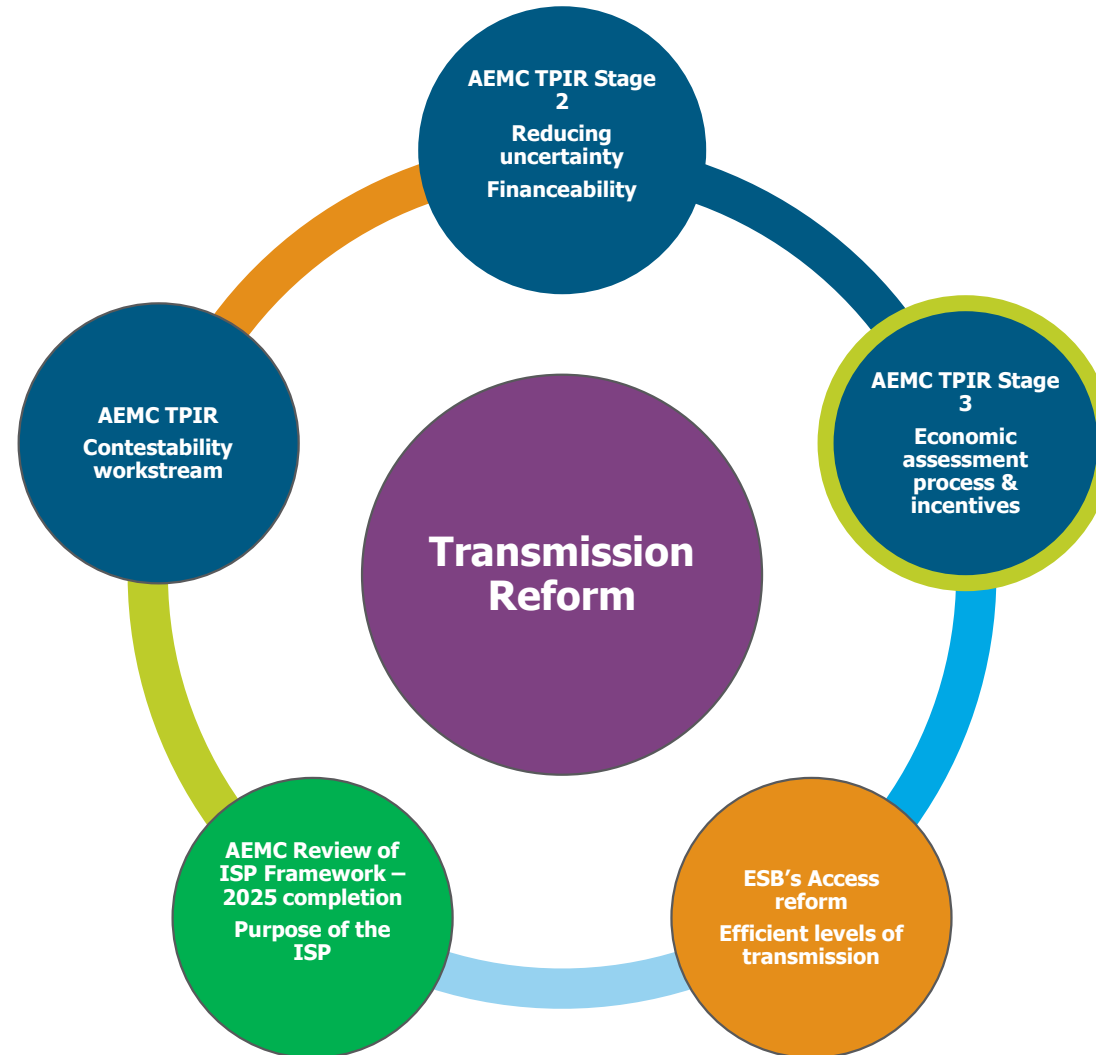 AEMC TPIR Stage
2
Reducing
uncertainty
Financeability
AEMC TPIR Stage
3
Economic
assessment
process &
incentives
AEMC TPIR
Contestability
workstream
Transmission
Reform
AEMC Review of
ISP Framework –
2025 completion
Purpose of the
ISP
ESB’s Access
reform
Efficient levels of
transmission